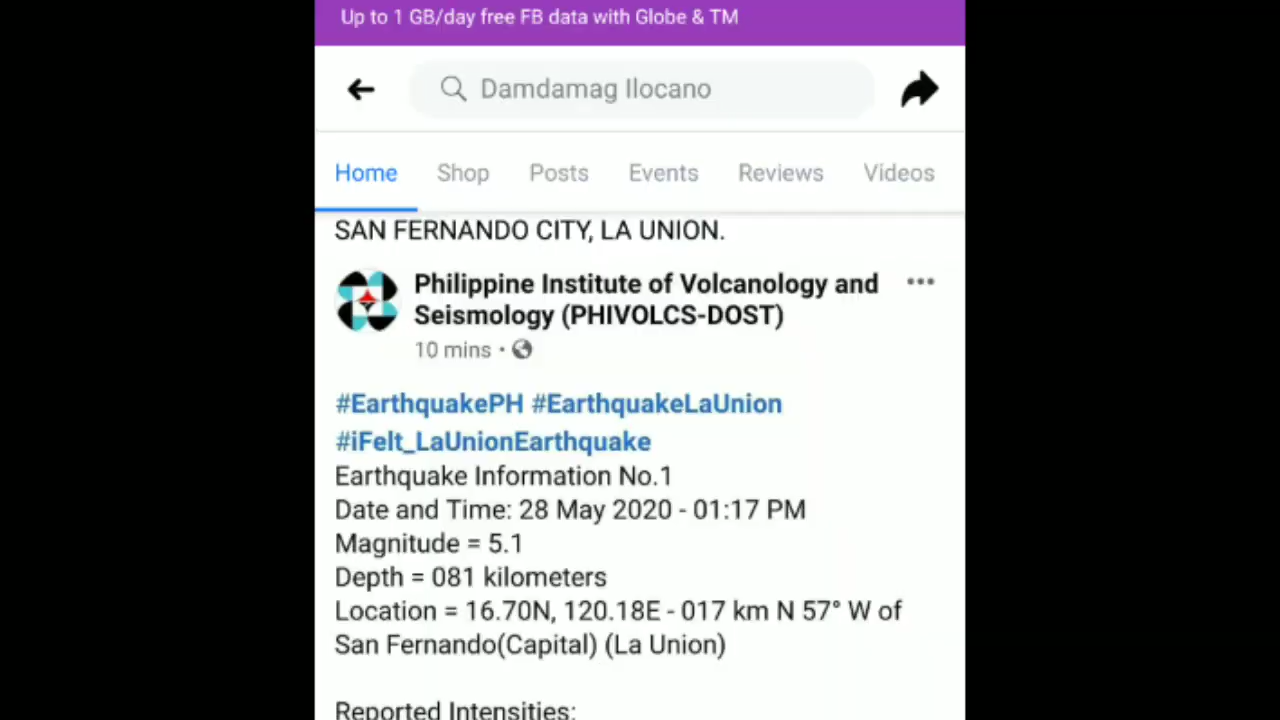 Up to 1 GB/day free FB data with Globe & TM
Damdamag Ilocano
Home Shop Posts Events Reviews Videos
SAN FERNANDO CITY, LA UNION.
Philippine Institute of Volcanology and
Seismology (PHIVOLCS-DOST)
10 mins •
#EarthquakePH #EarthquakeLaUnion
#iFelt_LaUnionEarthquake
Earthquake Information No.1
Date and Time: 28 May 2020 - 01:17 PM
Magnitude = 5.1
Depth = 081 kilometers
Location = 16.70N, 120.18E - 017 km N 57° W of
San Fernando(Capital) (La Union)
Reported Intensities: